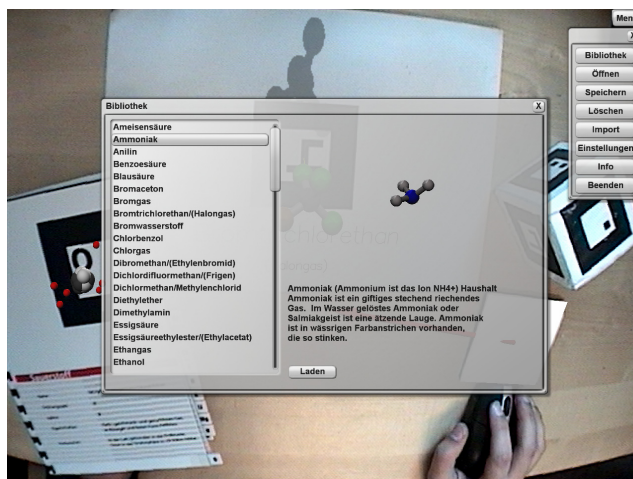 Men
Bibliothek
Öffnen
Speichern
Löschen
Import
Einstellungen
Info
Beenden
Bibliothek
X
Ameisensäure
Ammoniak
Anilin
Benzoesäure
Blausäure
Bromaceton
Bromgas
Bromtrichlorethan/(Halongas)
Bromwasserstoff
Chlorbenzol
Chlorgas
Dibromethan/(Ethylenbromid)
Dichlordifluormethan/(Frigen)
Dichlormethan/Methylenchlorid
Diethylether
Dimethylamin
Essigsäure
Essigsäureethylester/(Ethylacetat)
Ethangas
Ethanol
Ammoniak (Ammonium ist das Ion NH4+) Haushalt
Ammoniak ist ein giftiges stechend riechendes
Gas. Im Wasser gelöstes Ammoniak oder
Salmiakgeist ist eine ätzende Lauge. Ammoniak
ist in wässrigen Farbanstrichen vorhanden,
die so stinken.
Laden
chlorethan
Sauerstoff